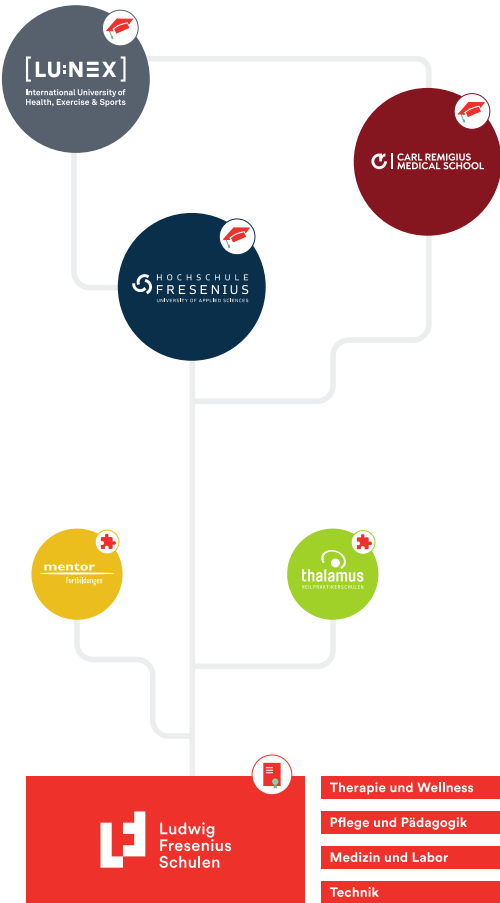 [LU:NEX]
International University of
Health, Exercise & Sports
CARL REMIGIUS
MEDICAL SCHOOL
HOCHSCHULE
FRESENIUS
UNIVERSITY OF APPLIED SCIENCES
mentor
Fortbildungen
thalamus
HEILPRAKTIKERSCHULEN
Ludwig
Fresenius
Schulen
Therapie und Wellness
Pflege und Pädagogik
Medizin und Labor
Technik